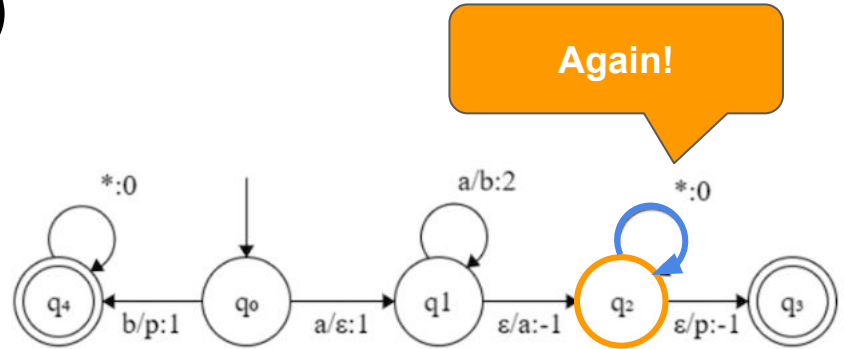 Again!
*:0
a/b:2
*:0
q₄
q₀
q1
q₂
q₃
b/p:1
a/ε:1
ε/a:-1
ε/p:-1